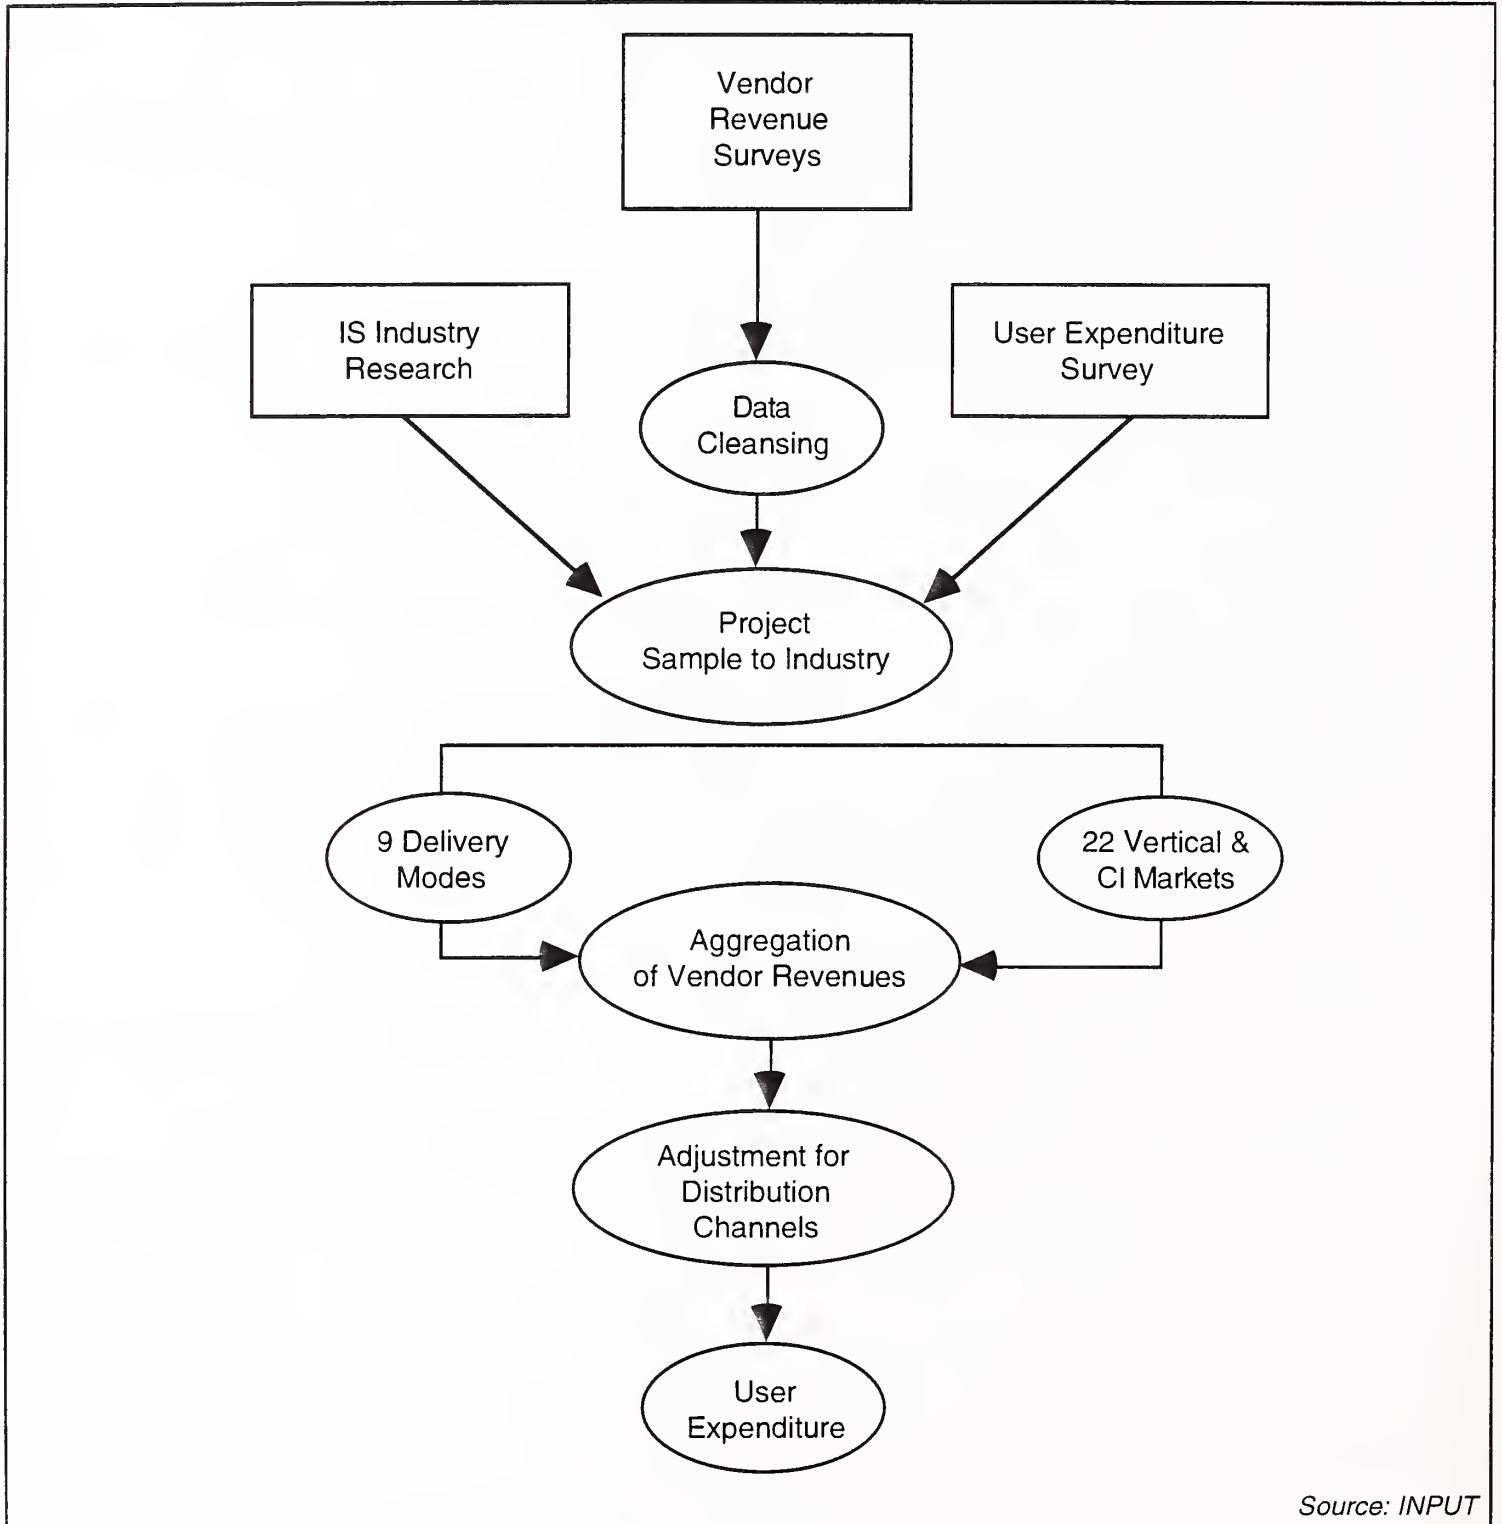 Vendor
Revenue
Surveys
IS Industry
Research
User Expenditure
Survey
Data
Cleansing
Project
Sample to Industry
9 Delivery
Modes
22 Vertical &
CI Markets
Aggregation
of Vendor Revenues
Adjustment for
Distribution
Channels
User
Expenditure
Source: INPUT